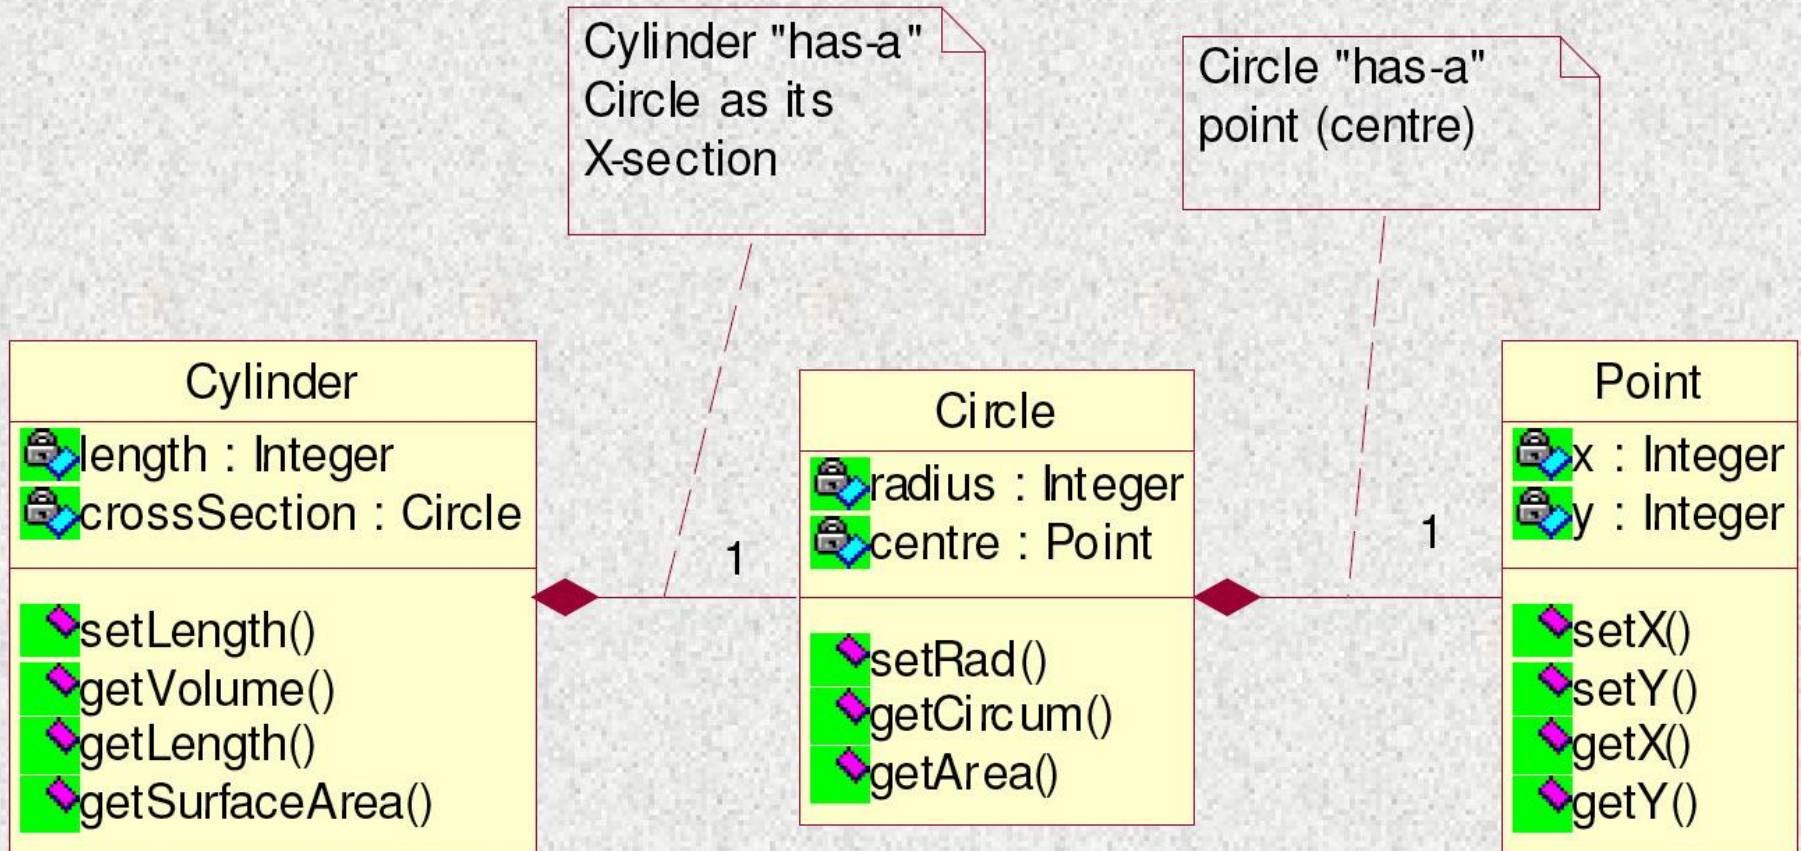 Cylinder "has-a"
Circle as its
X-section
Circle "has-a"
point (centre)
Cylinder
length : Integer
crossSection : Circle
setLength()
getVolume()
getLength()
getSurfaceArea()
1
Circle
radius : Integer
centre : Point
setRad()
getCircum()
getArea()
1
Point
x : Integer
y : Integer
setX()
setY()
getX()
getY()